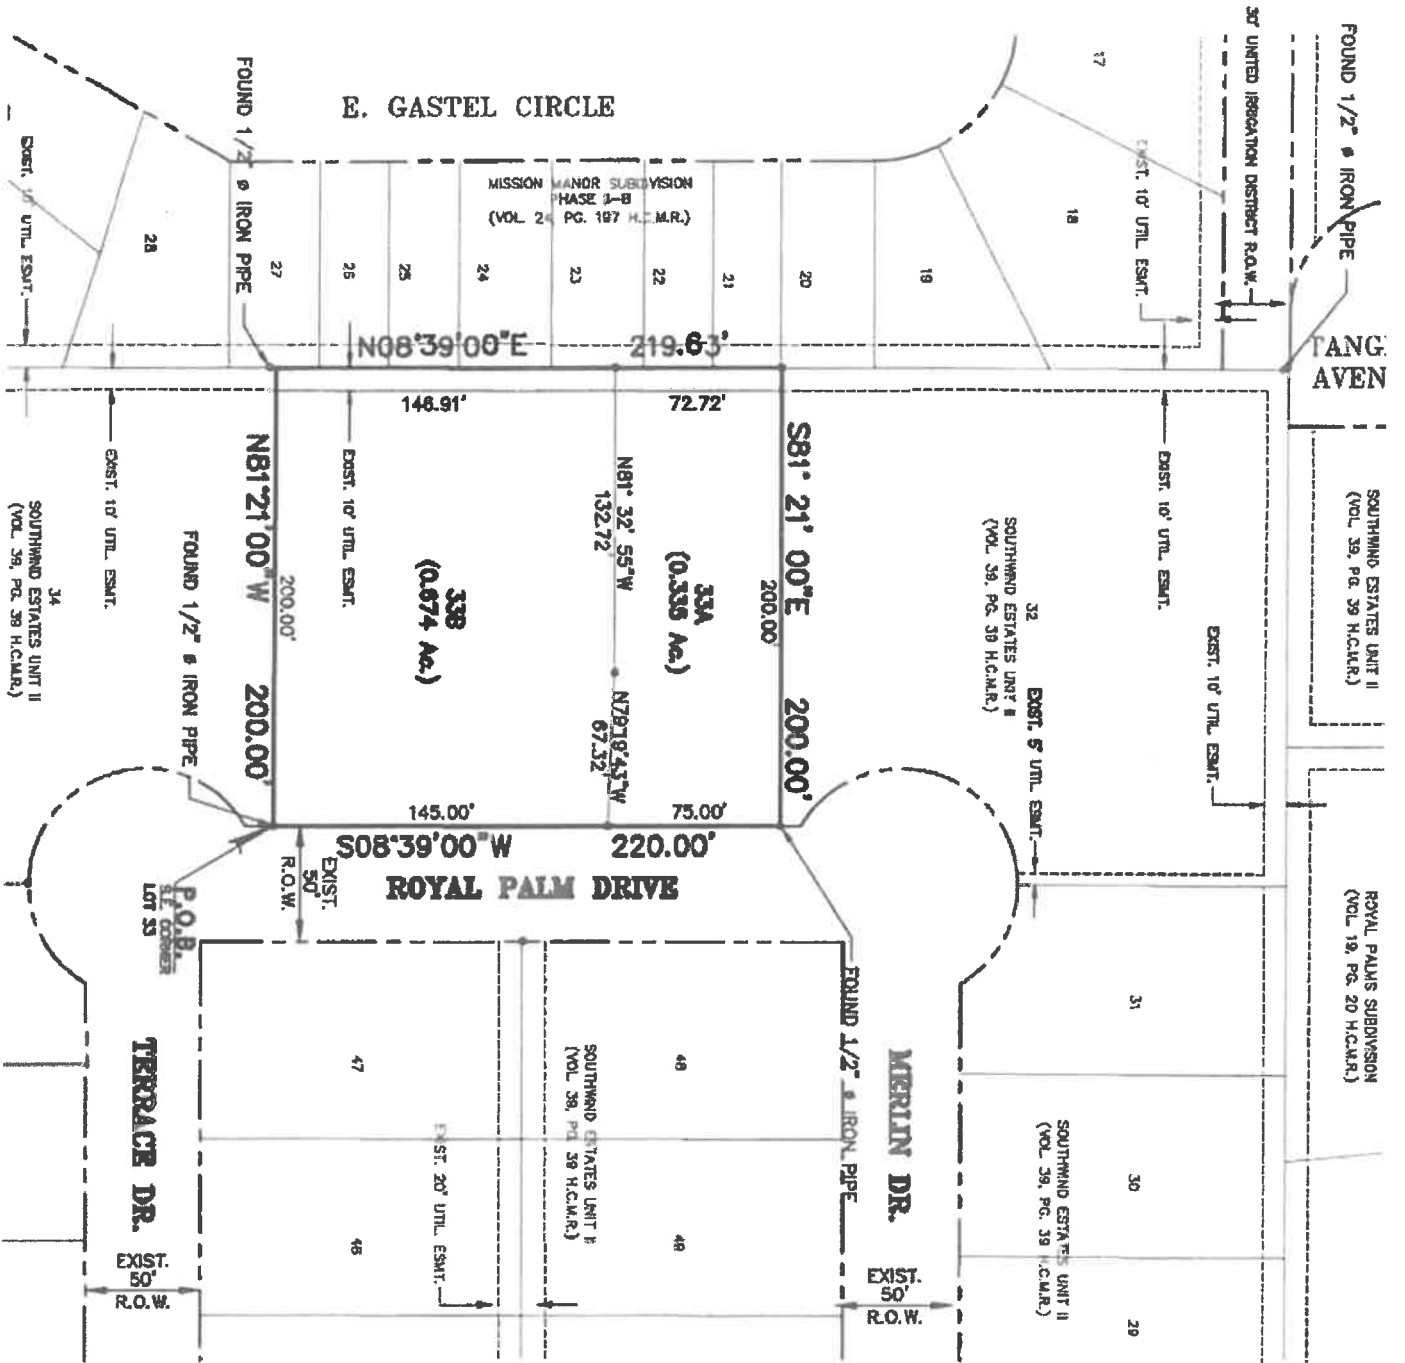 FOUND 1/2" ø IRON PIPE
30' UNITED IRRIGATION DISTRICT R.O.W.
17
FOUND 1/2" ø IRON PIPE
E. GASTEL CIRCLE
EXIST. 10' UTIL. ESMT.
EXIST. UTIL. ESMT.
MISSION MANOR SUBDIVISION
PHASE 1-B
(VOL. 24 PG. 197 H.C.M.R.)
28
27
26
25
24
23
22
21
20
19
18
TANG
AVEN
N08°39'00"E
219.63'
146.91'
72.72'
N81°21'00"W
200.00'
200.00'
S81° 21' 00"E
200.00'
200.00
N81° 32' 55"W
132.72
N79°19'43"W
67.32'
33A
33B
(0.674 Ac.)
EXIST. 10' UTIL. ESMT.
EXIST. 10' UTIL. ESMT.
EXIST. 10' UTIL. ESMT.
EXIST. 10' UTIL. ESMT.
EXIST. 5' UTIL. ESMT.
34
SOUTHWIND ESTATES UNIT II
(VOL. 39, PG. 39 H.C.M.R.)
32
SOUTHWIND ESTATES UNIT II
(VOL. 39, PG. 39 H.C.M.R.)
SOUTHWIND ESTATES UNIT II
(VOL. 39, PG. 39 H.C.M.R.)
FOUND 1/2" ø IRON PIPE
145.00'
75.00'
S08°39'00"W
220.00'
ROYAL PALM DRIVE
EXIST.
50'
R.O.W.
P.O.B.
S.E. CORNER
LOT 33
ROYAL PALMS SUBDIVISION
(VOL. 19, PG. 20 H.C.M.R.)
FOUND 1/2" ø IRON PIPE
31
30
29
47
SOUTHWIND ESTATES UNIT II
(VOL. 39, PG. 39 H.C.M.R.)
EXIST. 20' UTIL. ESMT.
SOUTHWIND ESTATES UNIT II
(VOL. 39, PG. 39 H.C.M.R.)
TERRACE DR.
MERLIN DR.
EXIST.
50'
R.O.W.
EXIST.
50'
R.O.W.